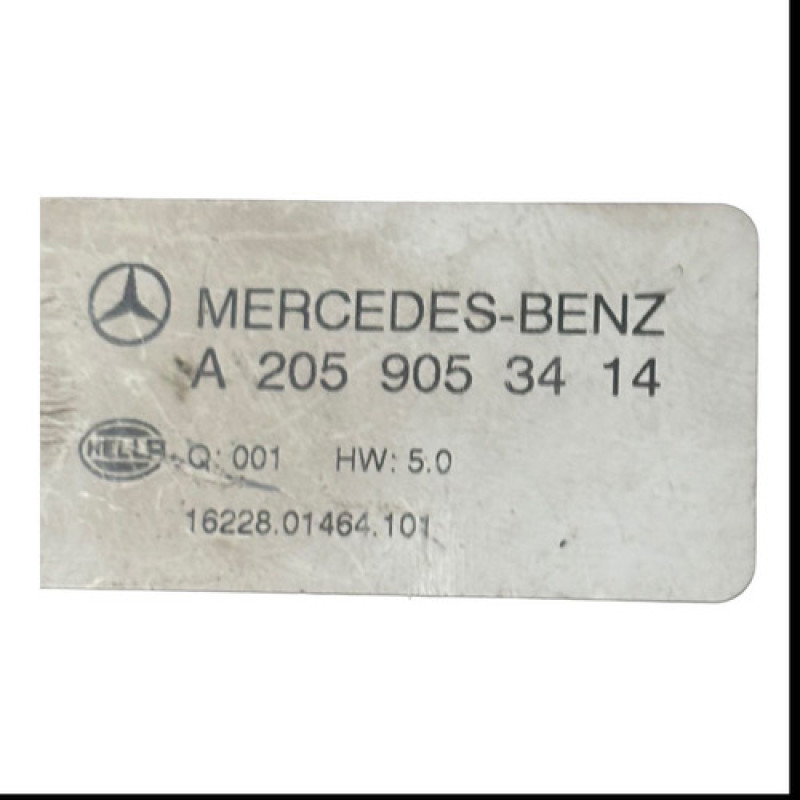 MERCEDES-BENZ
A 205 905 34 14
HELLA Q: 001 HW: 5.0
16228.01464.101